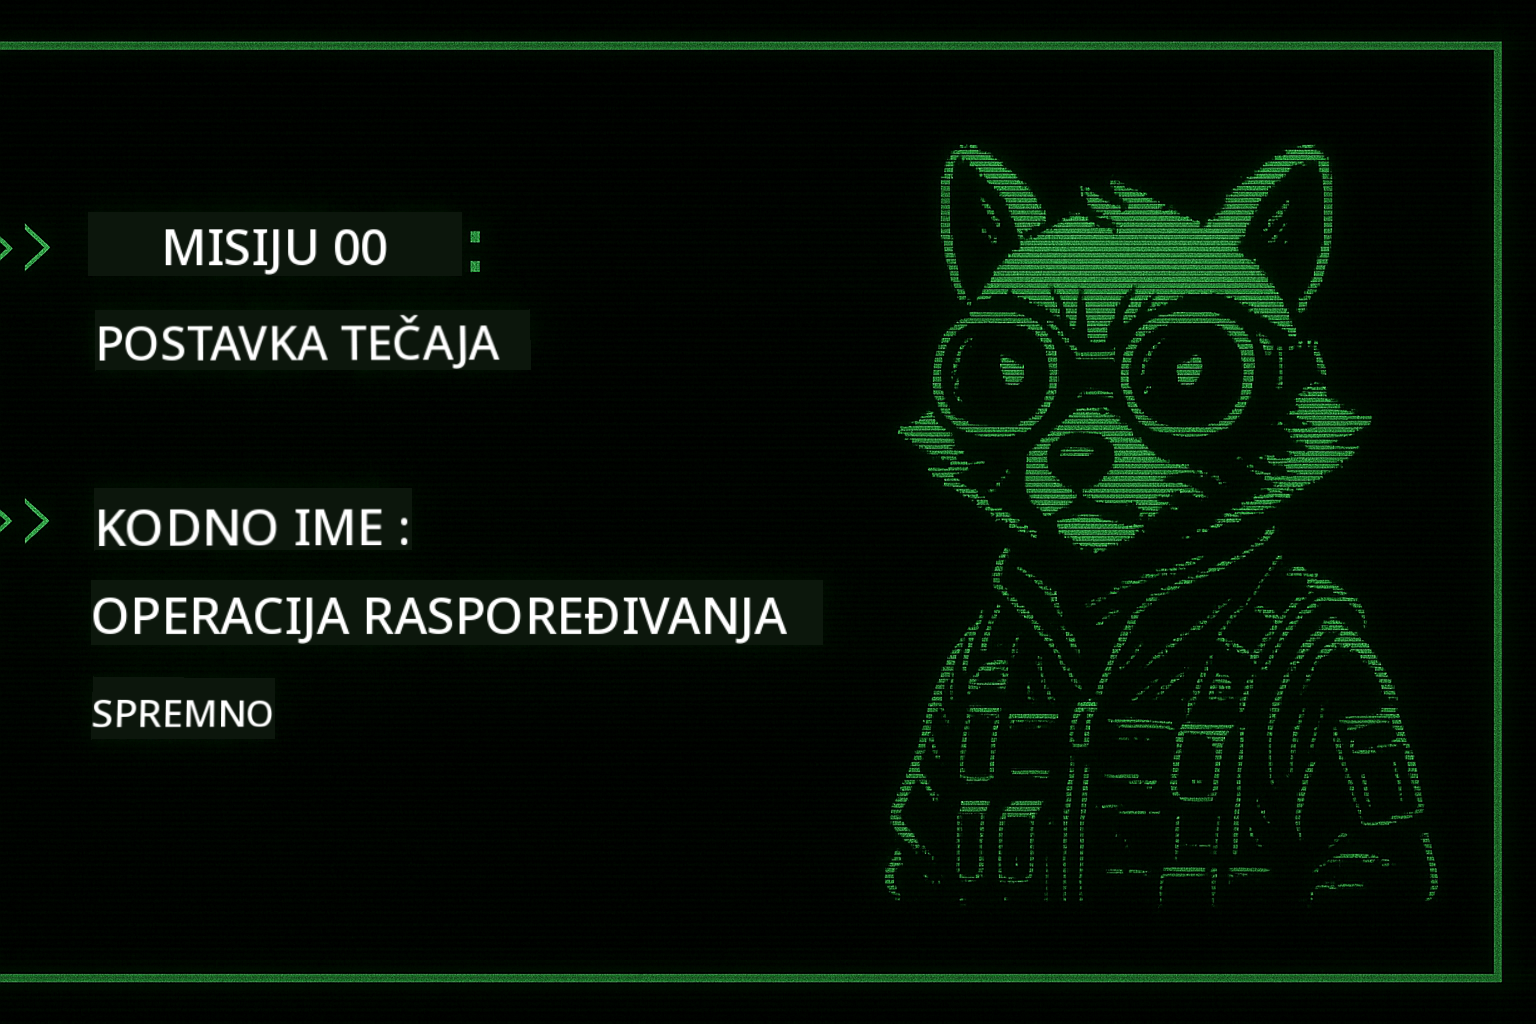 >> MISIJU 00 :
POSTAVKA TEČAJA
>> KODNO IME :
OPERACIJA RASPOREĐIVANJA
SPREMNO